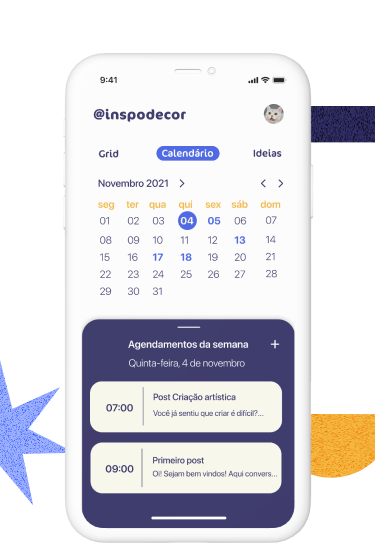 9:41
@inspodecor
Grid Calendário Ideias
Novembro 2021
seg ter qua qui sex sáb dom
01 02 03 04 05 06 07
08 09 10 11 12 13 14
15 16 17 18 19 20 21
22 23 24 25 26 27 28
29 30 31
Agendamentos da semana +
Quinta-feira, 4 de novembro
07:00
Post Criação artística
Você já sentiu que criar é difícil?...
09:00
Primeiro post
Oi! Sejam bem vindos! Aqui convers...